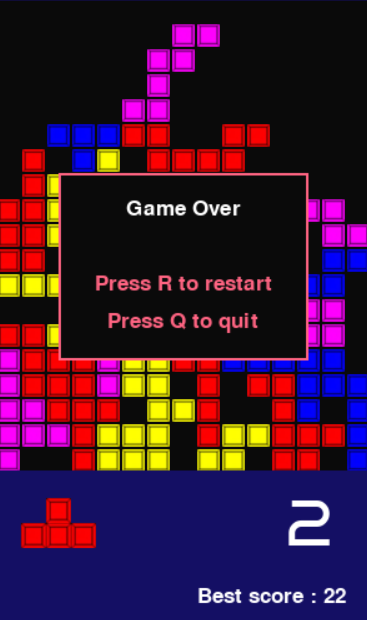 Game Over
Press R to restart
Press Q to quit
2
Best score : 22